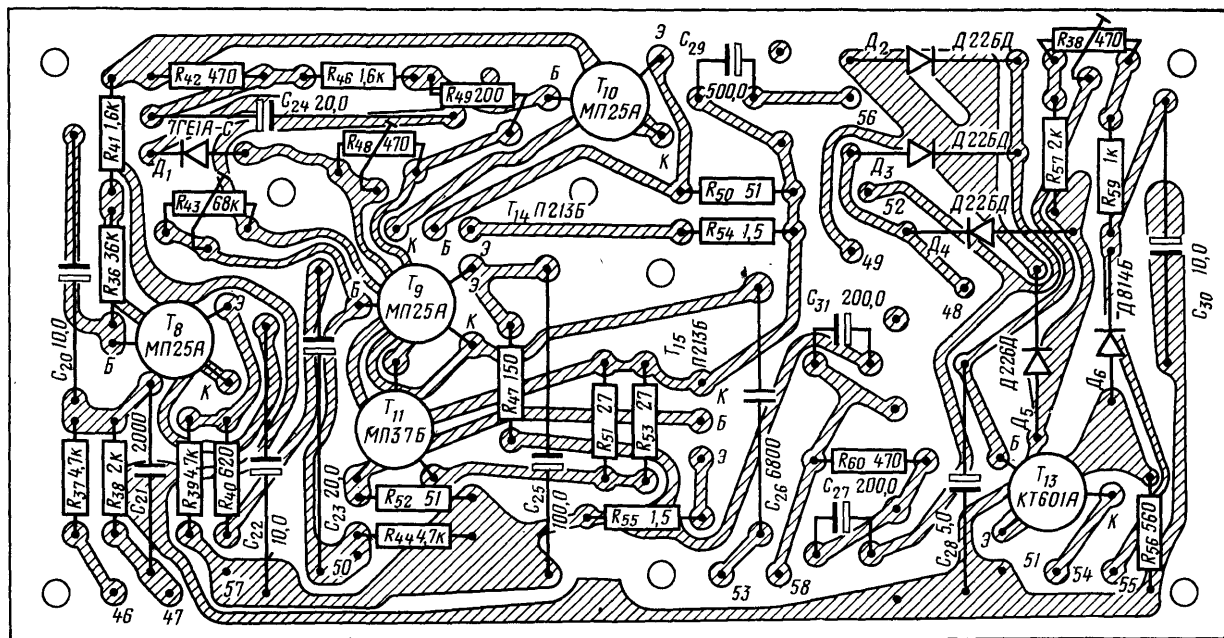 R42 470
R46 1,6к
R49 200
C24 20,0
Б
T10
МП25А
Э
К
C29
500,0
Д2
Д22БД
R38 470
56
R41 1,6к
7ГЕ1А-С
Д1
R48 470
Д22БД
Д3
R57 2к
R59 1к
R43 68к
R50 51
T14 П213Б
R54 1,5
52
Д22БД
Д4
К
Б
Э
49
48
R36 36к
Б
T9
МП25А
Э
К
C31 200,0
C30
10,0
Э
T8
МП25А
Б
К
C20 10,0
T15
П213Б
К
Б
Э
Д226Д
Д5
Д814Б
Д6
T11
МП37Б
R47 150
R51 27
R53 27
R37 4,7к
R38 2к
C21 2000
R39 4,7к
R40 620
C22 10,0
C23 20,0
R52 51
R44 4,7к
C25
100,0
R55 1,5
C26 6800
R60 470
C27 200,0
C28 5,0
Б
T13
КТ601А
К
Э
R56 560
46
47
57
50
53
58
51
54
55